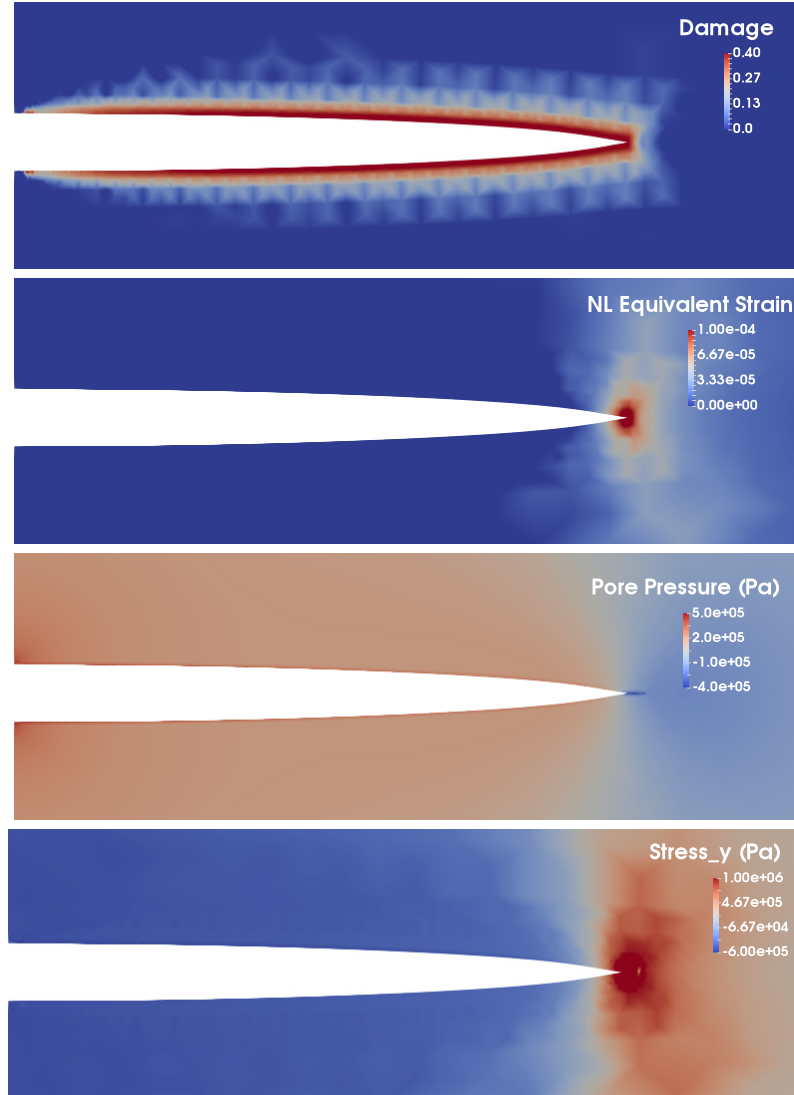 Damage
0.40
0.27
0.13
0.0
NL Equivalent Strain
1.00e-04
6.67e-05
3.33e-05
0.00e+00
Pore Pressure (Pa)
5.0e+05
2.0e+05
-1.0e+05
-4.0e+05
Stress_y (Pa)
1.00e+06
4.67e+05
-6.67e+04
-6.00e+05